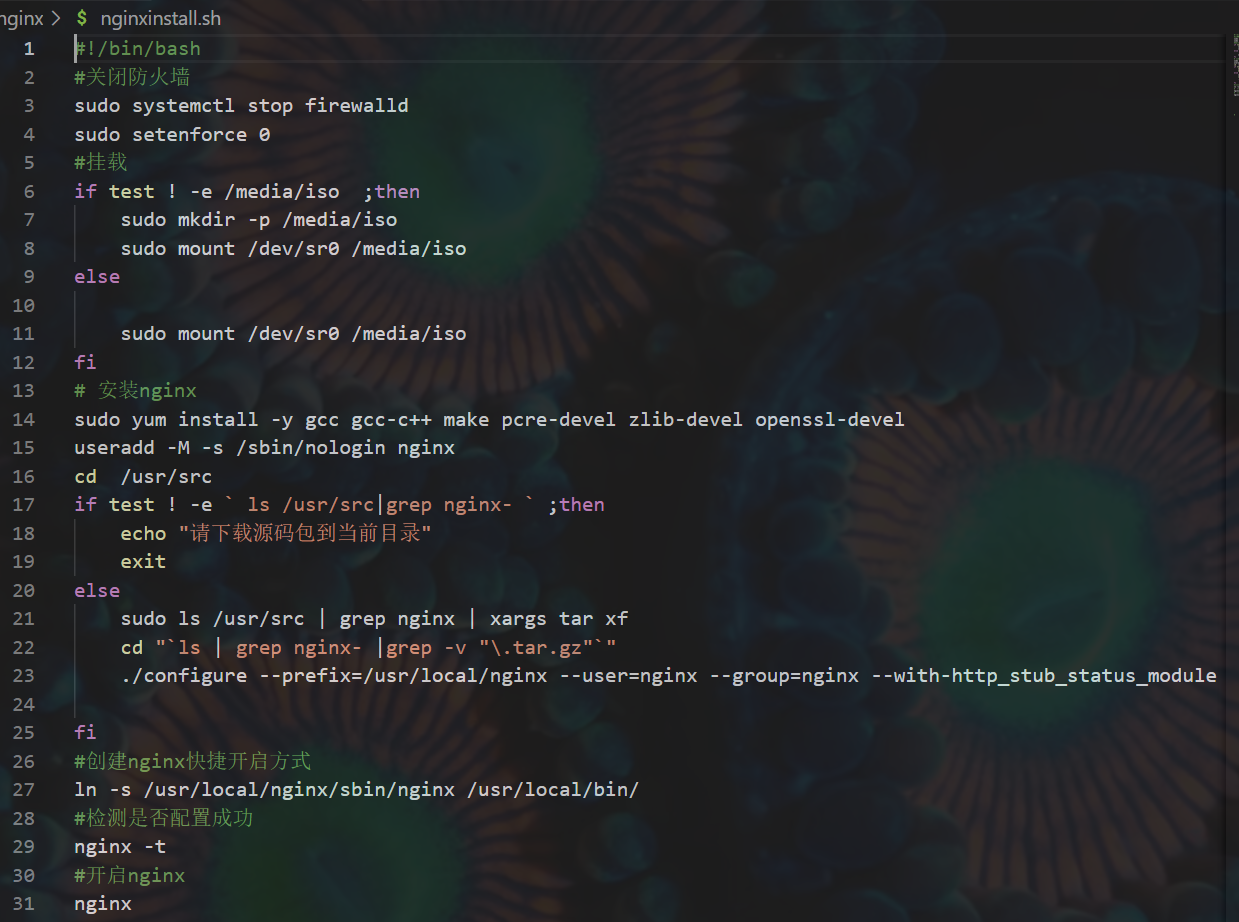 nginx > $ nginxinstall.sh
1 #!/bin/bash
2 #关闭防火墙
3 sudo systemctl stop firewalld
4 sudo setenforce 0
5 #挂载
6 if test ! -e /media/iso  ;then
7     sudo mkdir -p /media/iso
8     sudo mount /dev/sr0 /media/iso
9 else
10
11     sudo mount /dev/sr0 /media/iso
12 fi
13 # 安装nginx
14 sudo yum install -y gcc gcc-c++ make pcre-devel zlib-devel openssl-devel
15 useradd -M -s /sbin/nologin nginx
16 cd  /usr/src
17 if test ! -e ` ls /usr/src|grep nginx- ` ;then
18     echo "请下载源码包到当前目录"
19     exit
20 else
21     sudo ls /usr/src | grep nginx | xargs tar xf
22     cd "`ls | grep nginx- |grep -v "\.tar.gz"`"
23     ./configure --prefix=/usr/local/nginx --user=nginx --group=nginx --with-http_stub_status_module
24
25 fi
26 #创建nginx快捷开启方式
27 ln -s /usr/local/nginx/sbin/nginx /usr/local/bin/
28 #检测是否配置成功
29 nginx -t
30 #开启nginx
31 nginx